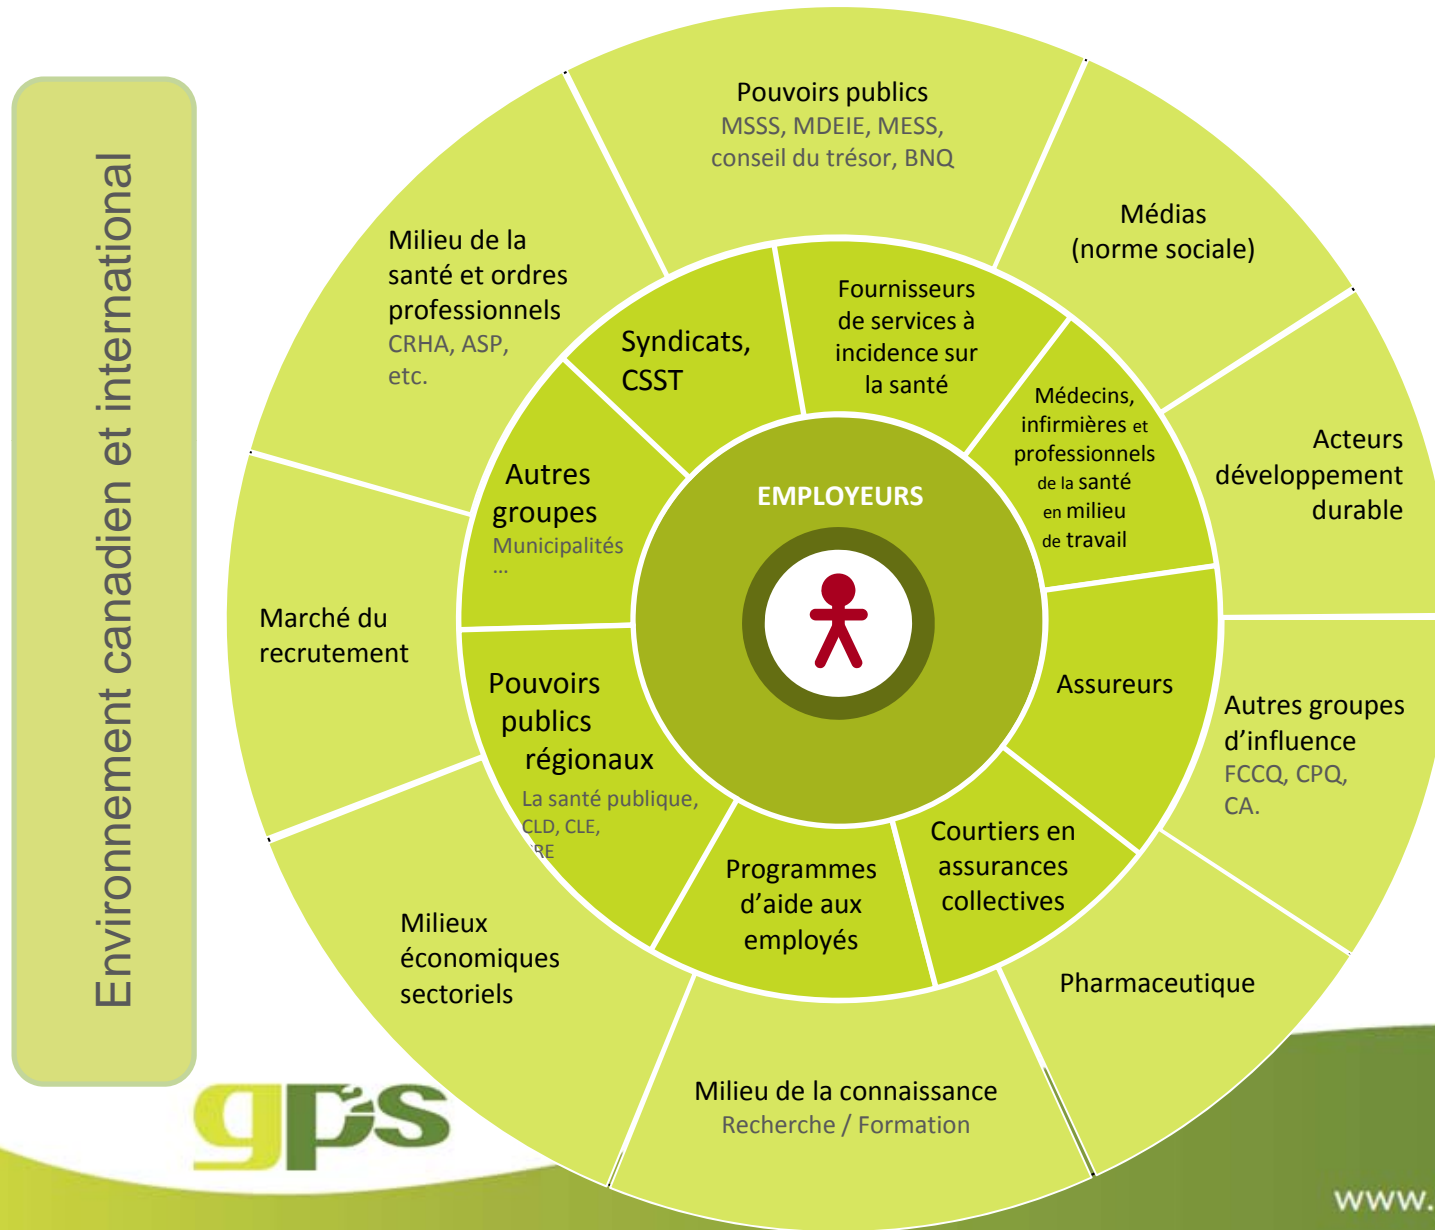 Environnement canadien et international
Pouvoirs publics
MSSS, MDEIE, MESS,
conseil du trésor, BNQ
Médias
(norme sociale)
Milieu de la
santé et ordres
professionnels
CRHA, ASP,
etc.
Acteurs
développement
durable
Marché du
recrutement
Autres groupes
d’influence
FCCQ, CPQ,
CA.
Milieux
économiques
sectoriels
Pharmaceutique
Milieu de la connaissance
Recherche / Formation
Syndicats,
CSST
Fournisseurs
de services à
incidence sur
la santé
Médecins,
infirmières et
professionnels
de la santé
en milieu
de travail
Autres
groupes
Municipalités
...
Assureurs
Pouvoirs
publics
régionaux
La santé publique,
CLD, CLE,
Courtiers en
assurances
collectives
Programmes
d’aide aux
employés
EMPLOYEURS
gp2s
www.